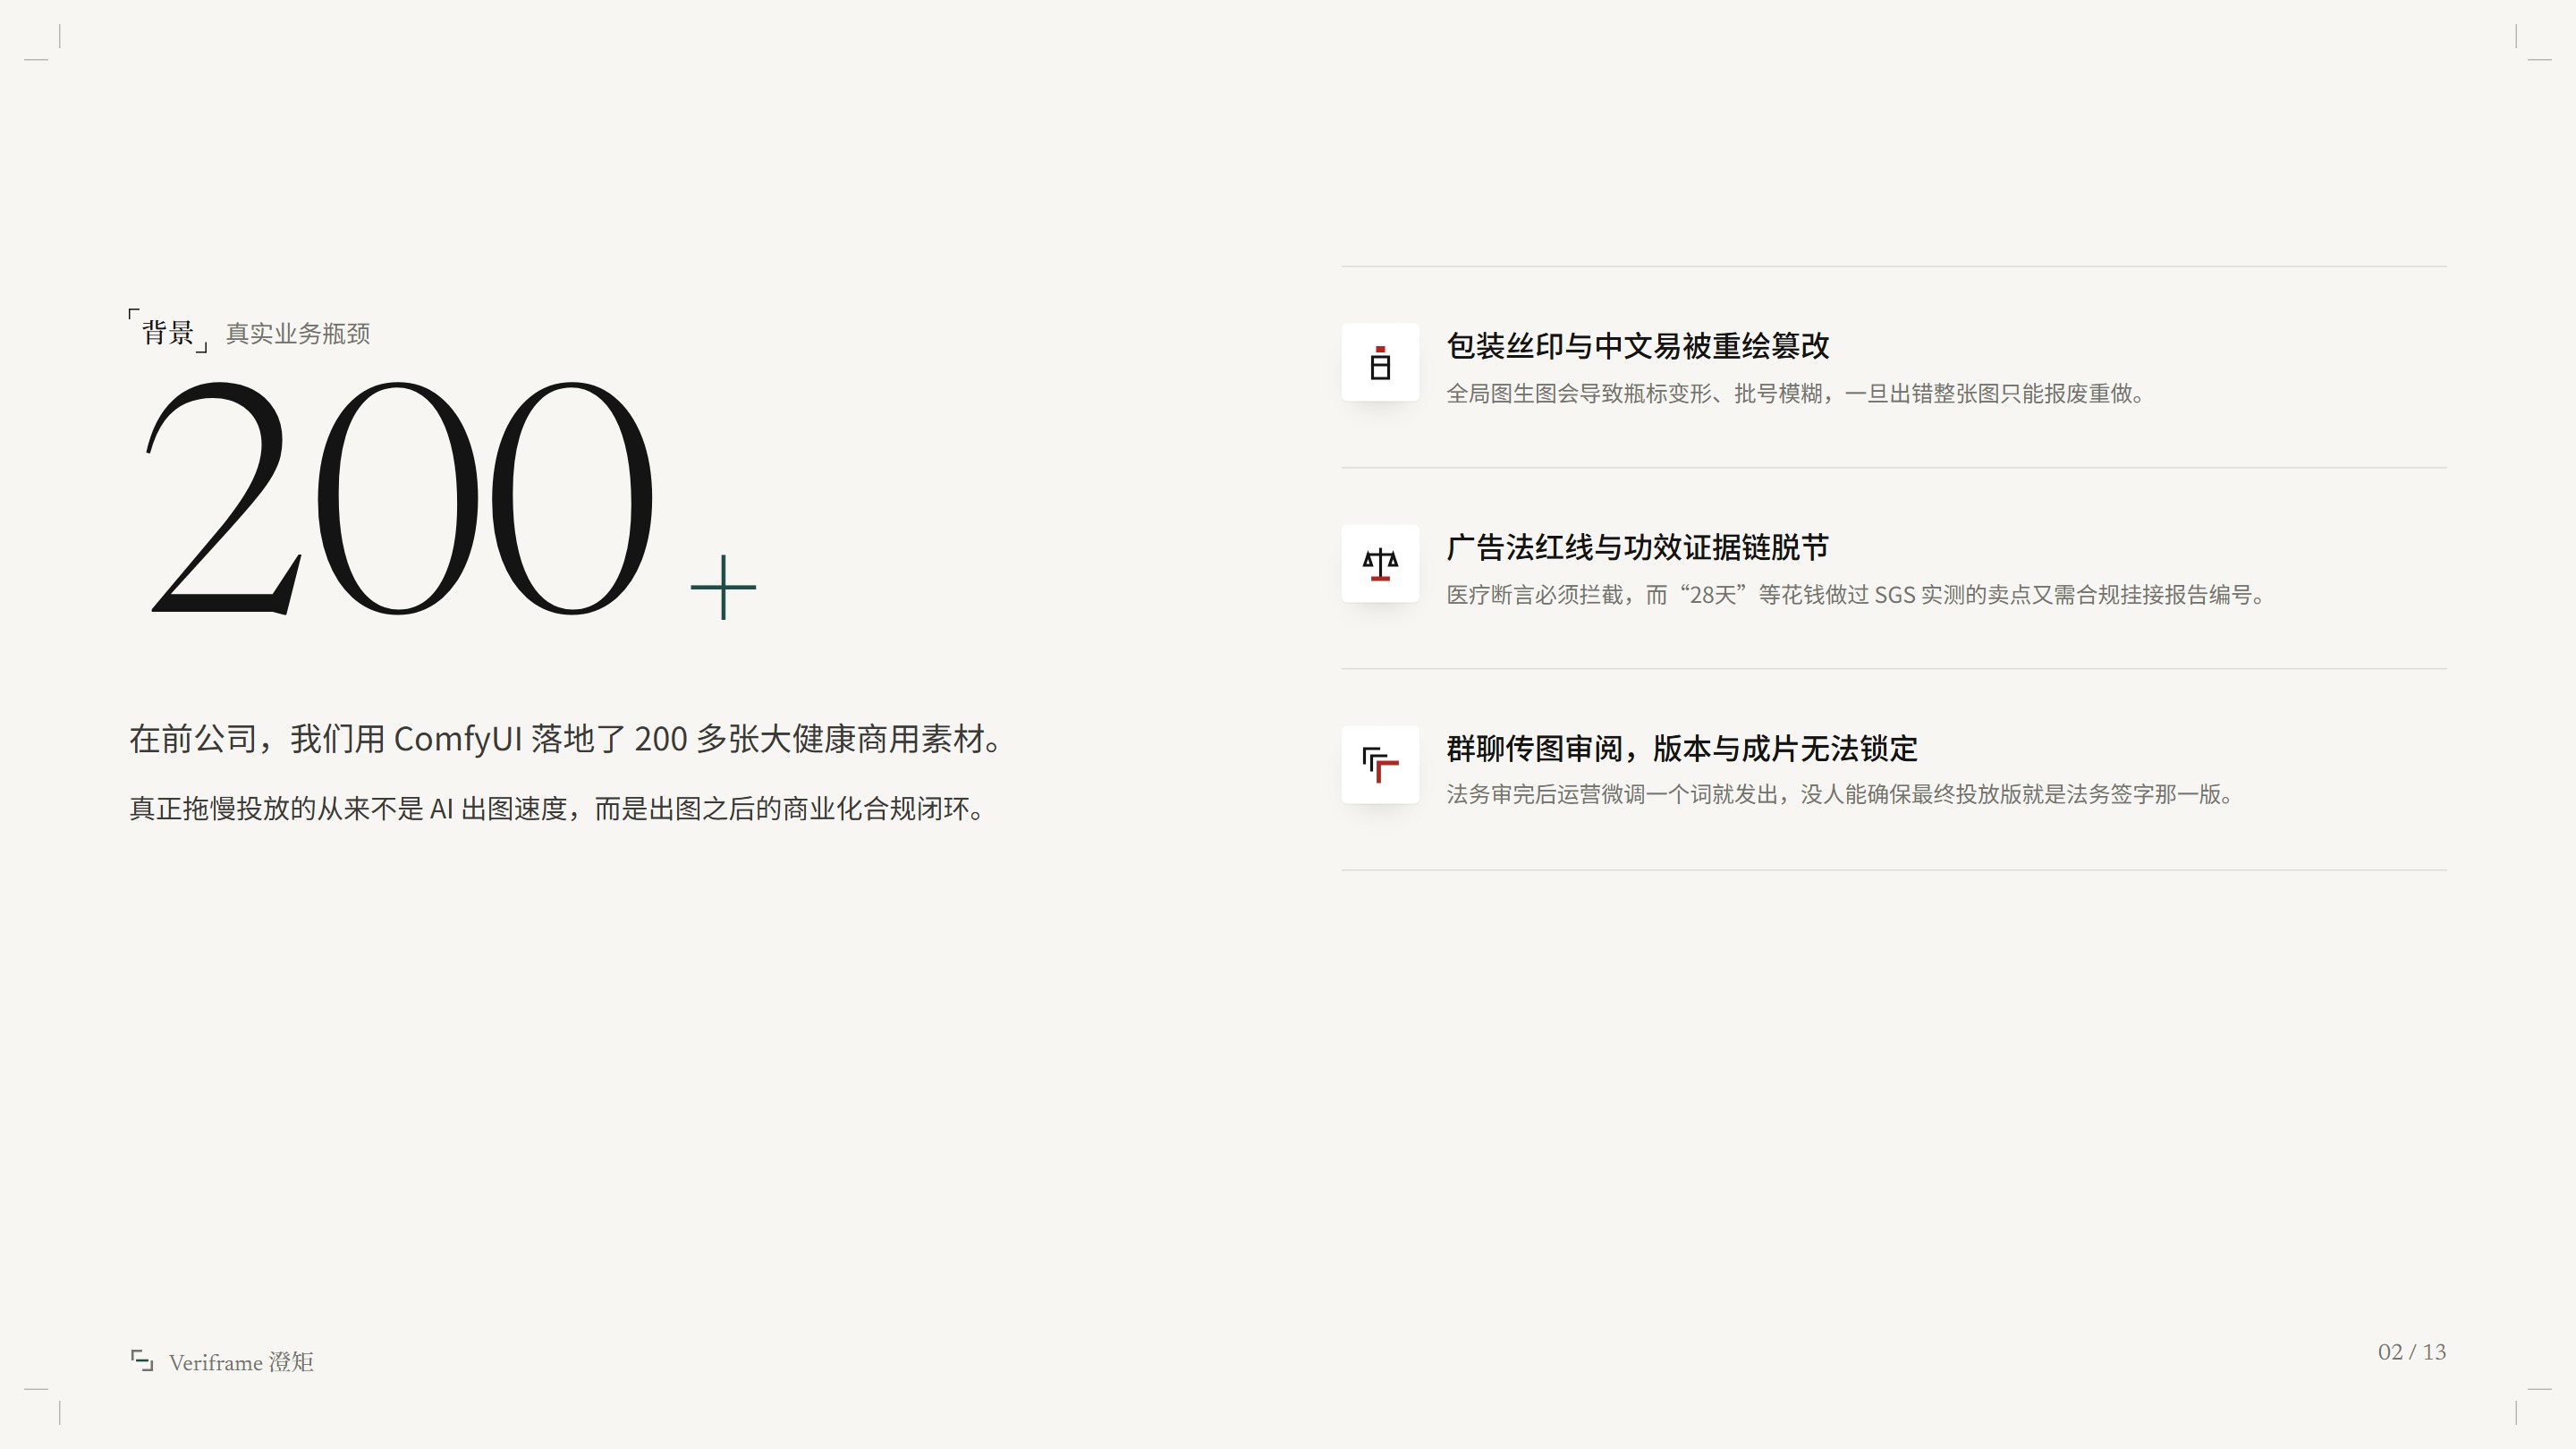 背景 真实业务瓶颈
200+
在前公司，我们用 ComfyUI 落地了 200 多张大健康商用素材。
真正拖慢投放的从来不是 AI 出图速度，而是出图之后的商业化合规闭环。
包装丝印与中文易被重绘篡改
全局图生图会导致瓶标变形、批号模糊，一旦出错整张图只能报废重做。
广告法红线与功效证据链脱节
医疗断言必须拦截，而“28天”等花钱做过 SGS 实测的卖点又需合规挂接报告编号。
群聊传图审阅，版本与成片无法锁定
法务审完后运营微调一个词就发出，没人能确保最终投放版就是法务签字那一版。
Veriframe 澄矩
02 / 13